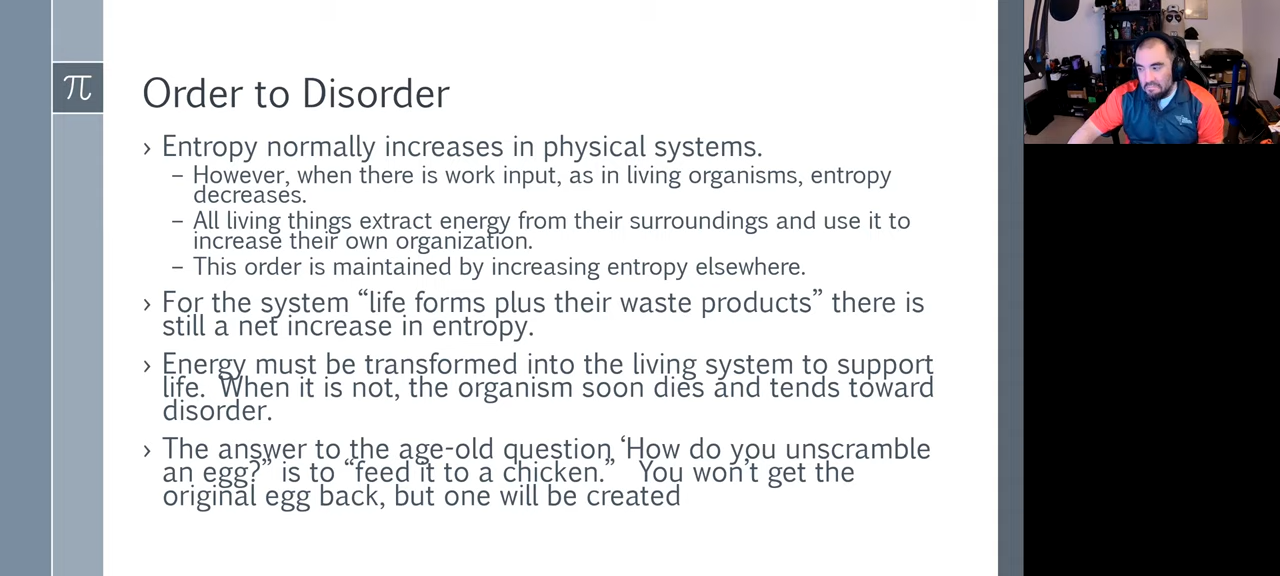 π
Order to Disorder
› Entropy normally increases in physical systems.
– However, when there is work input, as in living organisms, entropy
decreases.
– All living things extract energy from their surroundings and use it to
increase their own organization.
– This order is maintained by increasing entropy elsewhere.
› For the system “life forms plus their waste products” there is
still a net increase in entropy.
› Energy must be transformed into the living system to support
life. When it is not, the organism soon dies and tends toward
disorder.
› The answer to the age-old question ‘How do you unscramble
an egg?” is to “feed it to a chicken.” You won’t get the
original egg back, but one will be created